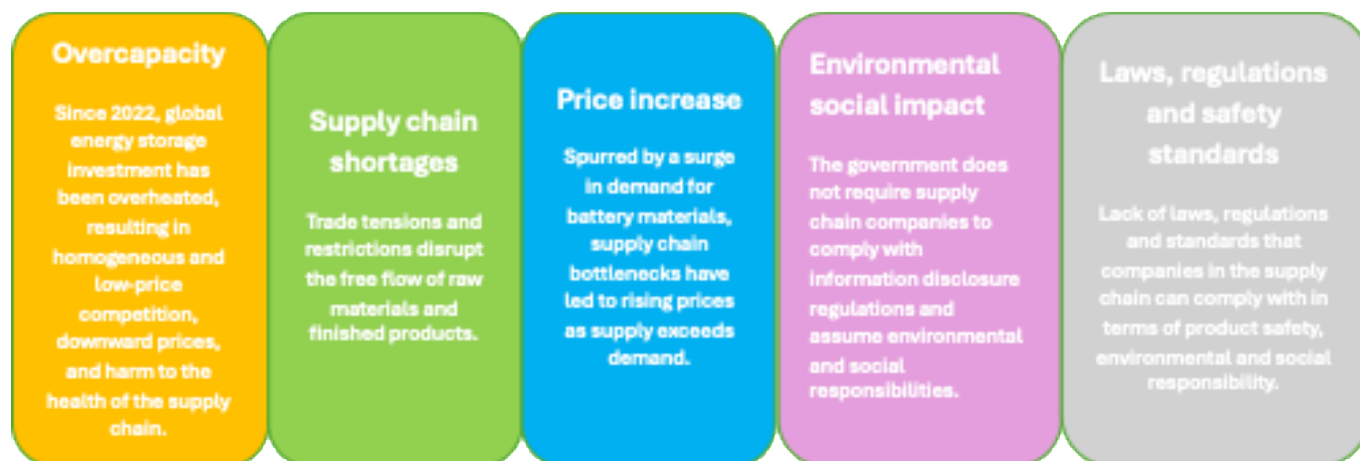 Overcapacity
Since 2022, global
energy storage
investment has
been overheated,
resulting in
homogeneous and
low-price
competition,
downward prices,
and harm to the
health of the supply
chain.
Supply chain
shortages
Trade tensions and
restrictions disrupt
the free flow of raw
materials and
finished products.
Price increase
Spurred by a surge
in demand for
battery materials,
supply chain
bottlenecks have
led to rising prices
as supply exceeds
demand.
Environmental
social impact
The government does
not require supply
chain companies to
comply with
information disclosure
regulations and
assume environmental
and social
responsibilities.
Laws, regulations
and safety
standards
Lack of laws, regulations
and standards that
companies in the supply
chain can comply with in
terms of product safety,
environmental and social
responsibility.